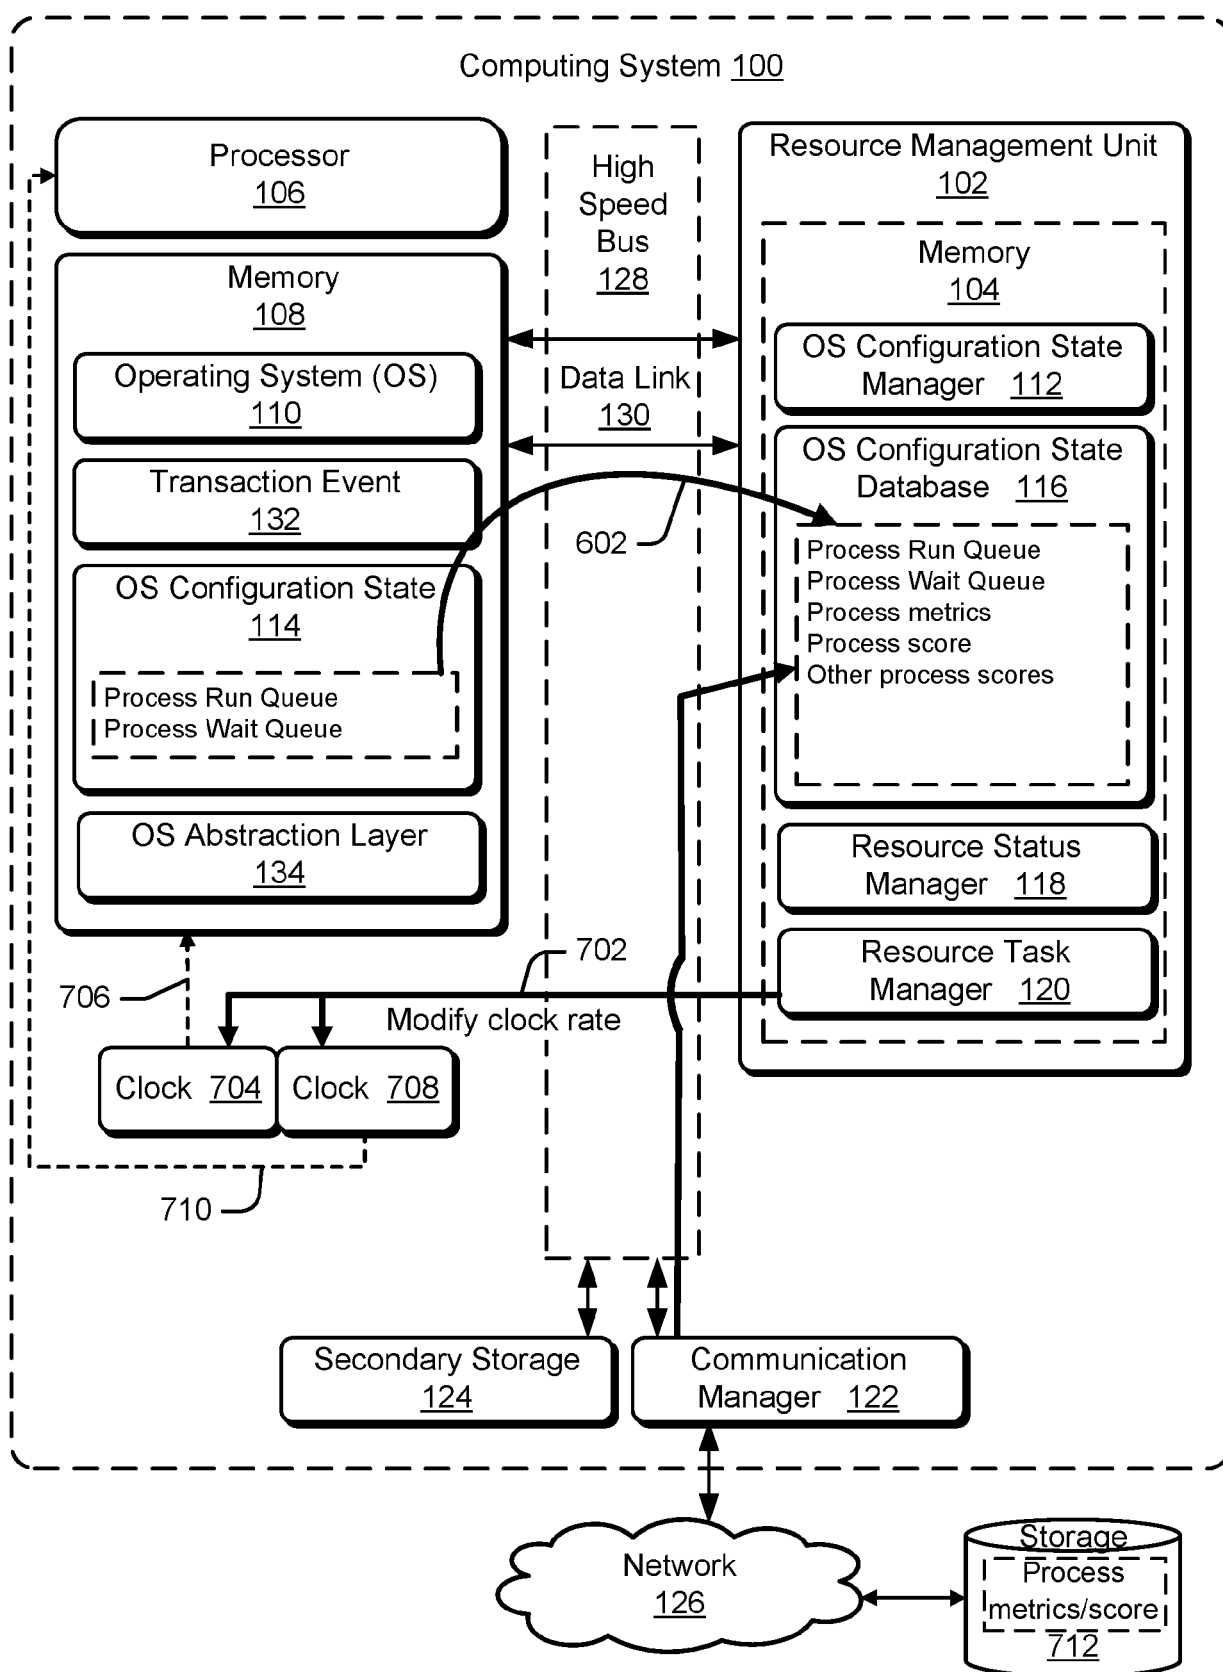 Computing System 100
Processor
106
Memory
108
Operating System (OS)
110
Transaction Event
132
OS Configuration State
114
Process Run Queue
Process Wait Queue
OS Abstraction Layer
134
High
Speed
Bus
128
Data Link
130
602
Resource Management Unit
102
Memory
104
OS Configuration State
Manager 112
OS Configuration State
Database 116
Process Run Queue
Process Wait Queue
Process metrics
Process score
Other process scores
Resource Status
Manager 118
Resource Task
Manager 120
702
706
Modify clock rate
Clock 704
Clock 708
710
Secondary Storage
124
Communication
Manager 122
Network
126
Storage
Process
metrics/score
712